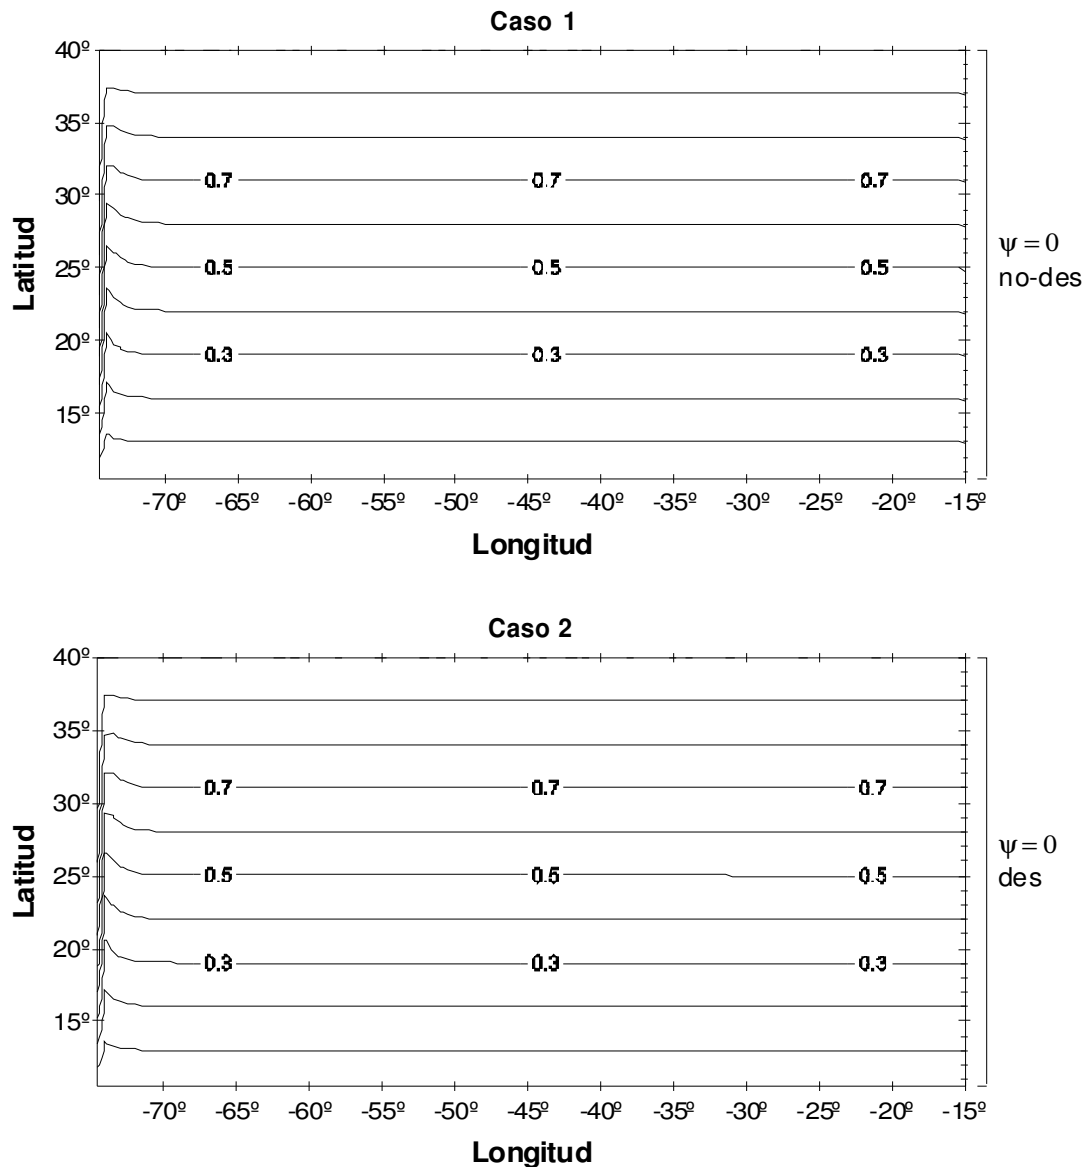 Caso 1
40º
35º
30º
25º
20º
15º
Latitud
0.7 0.7 0.7
0.5 0.5 0.5
0.3 0.3 0.3
ψ = 0
no-des
-70º -65º -60º -55º -50º -45º -40º -35º -30º -25º -20º -15º
Longitud
Caso 2
40º
35º
30º
25º
20º
15º
Latitud
0.7 0.7 0.7
0.5 0.5 0.5
0.3 0.3 0.3
ψ = 0
des
-70º -65º -60º -55º -50º -45º -40º -35º -30º -25º -20º -15º
Longitud